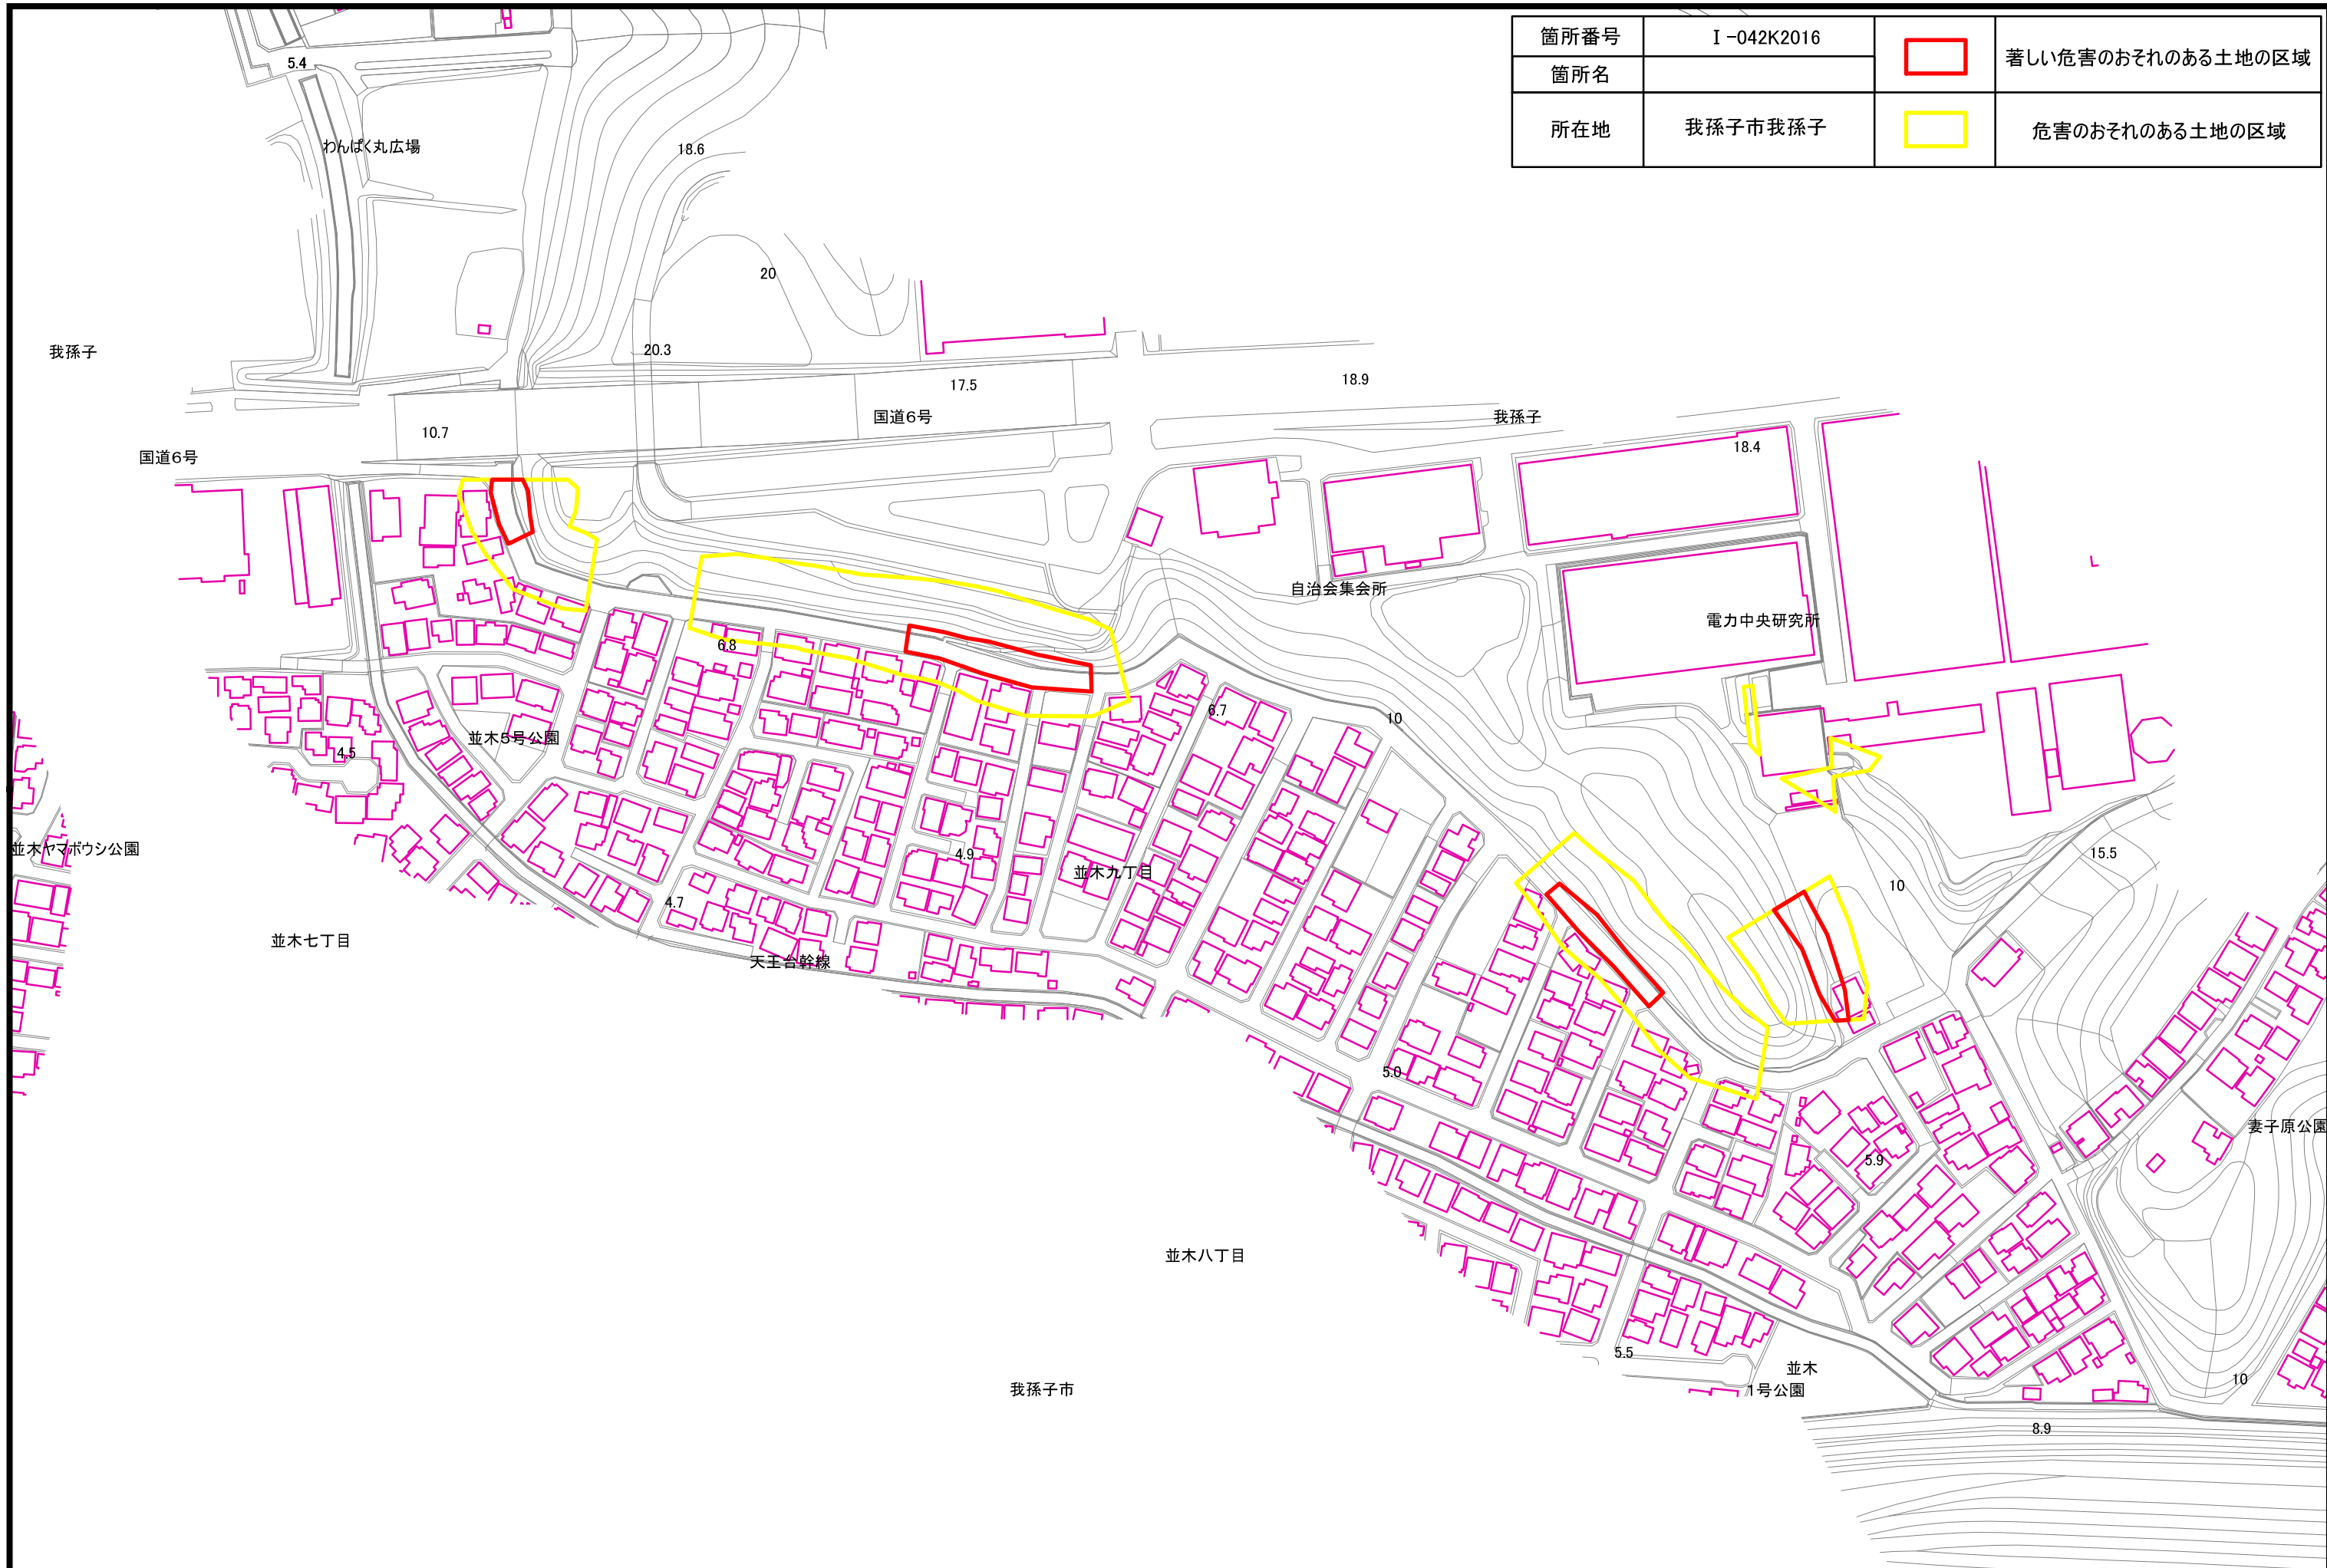 箇所番号 Ⅰ-042K2016
著しい危害のおそれのある土地の区域
箇所名
所在地 我孫子市我孫子
危害のおそれのある土地の区域
5.4
わんぱく丸広場
18.6
20
我孫子
20.3
17.5
18.9
国道6号
我孫子
10.7
18.4
国道6号
自治会集会所
電力中央研究所
6.8
6.7
10
並木5号公園
4.5
並木ヤマボウシ公園
4.9
15.5
並木九丁目
10
4.7
並木七丁目
天王台幹線
5.0
妻子原公園
5.9
並木八丁目
5.5
並木
1号公園
我孫子市
10
8.9